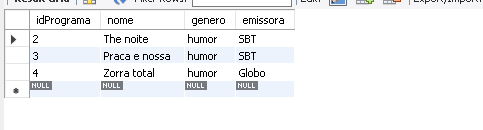 Result Grid Filter Rows: Edit: Export/Import
idPrograma nome genero emissora
2 The noite humor SBT
3 Praca e nossa humor SBT
4 Zorra total humor Globo
NULL NULL NULL NULL